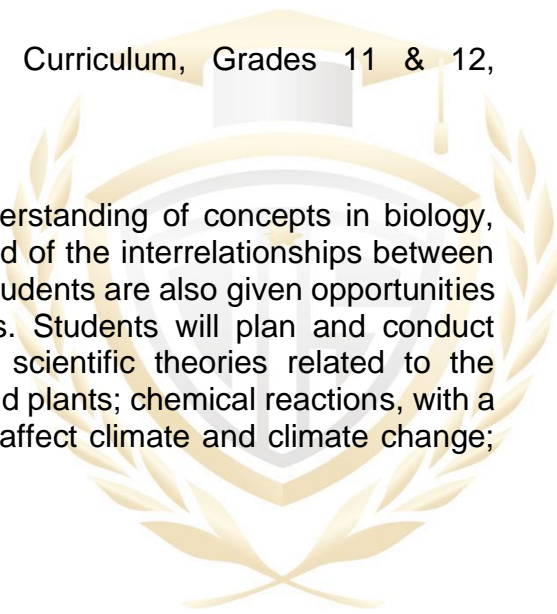 Curriculum, Grades 11 & 12,
erstanding of concepts in biology,
d of the interrelationships between
tudents are also given opportunities
s. Students will plan and conduct
scientific theories related to the
d plants; chemical reactions, with a
affect climate and climate change;